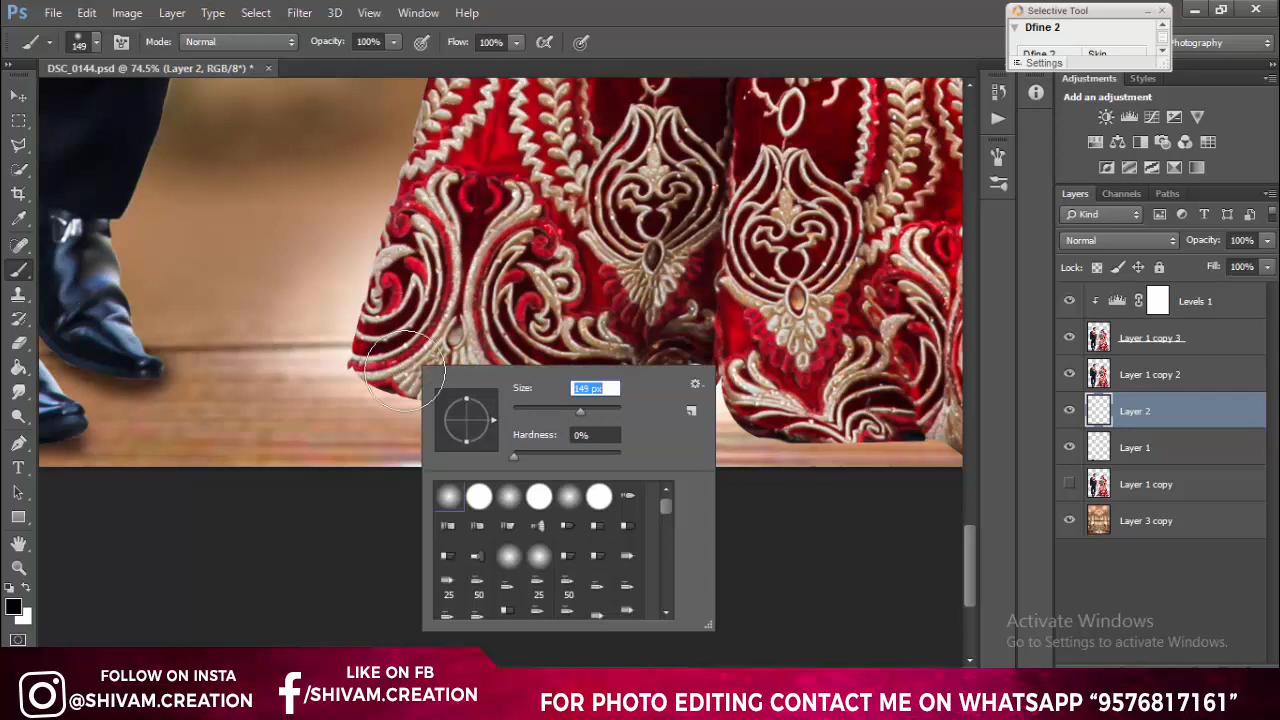 Ps File Edit Image Layer Type Select Filter 3D View Window Help
Selective Tool
Dfine 2
Dfine 2 Skin
Settings
149 Mode: Normal Opacity: 100% Flow: 100%
hotography
DSC_0144.psd @ 74.5% (Layer 2, RGB/8*) *
Adjustments Styles
Add an adjustment
Layers Channels Paths
Kind
Normal Opacity: 100%
Lock: Fill: 100%
Levels 1
Layer 1 copy 3
Layer 1 copy 2
Layer 2
Layer 1
Layer 1 copy
Layer 3 copy
Size: 149 px
Hardness: 0%
25 50 25 50
Activate Windows
Go to Settings to activate Windows.
FOLLOW ON INSTA
@SHIVAM.CREATION
LIKE ON FB
/SHIVAM.CREATION
FOR PHOTO EDITING CONTACT ME ON WHATSAPP “9576817161”